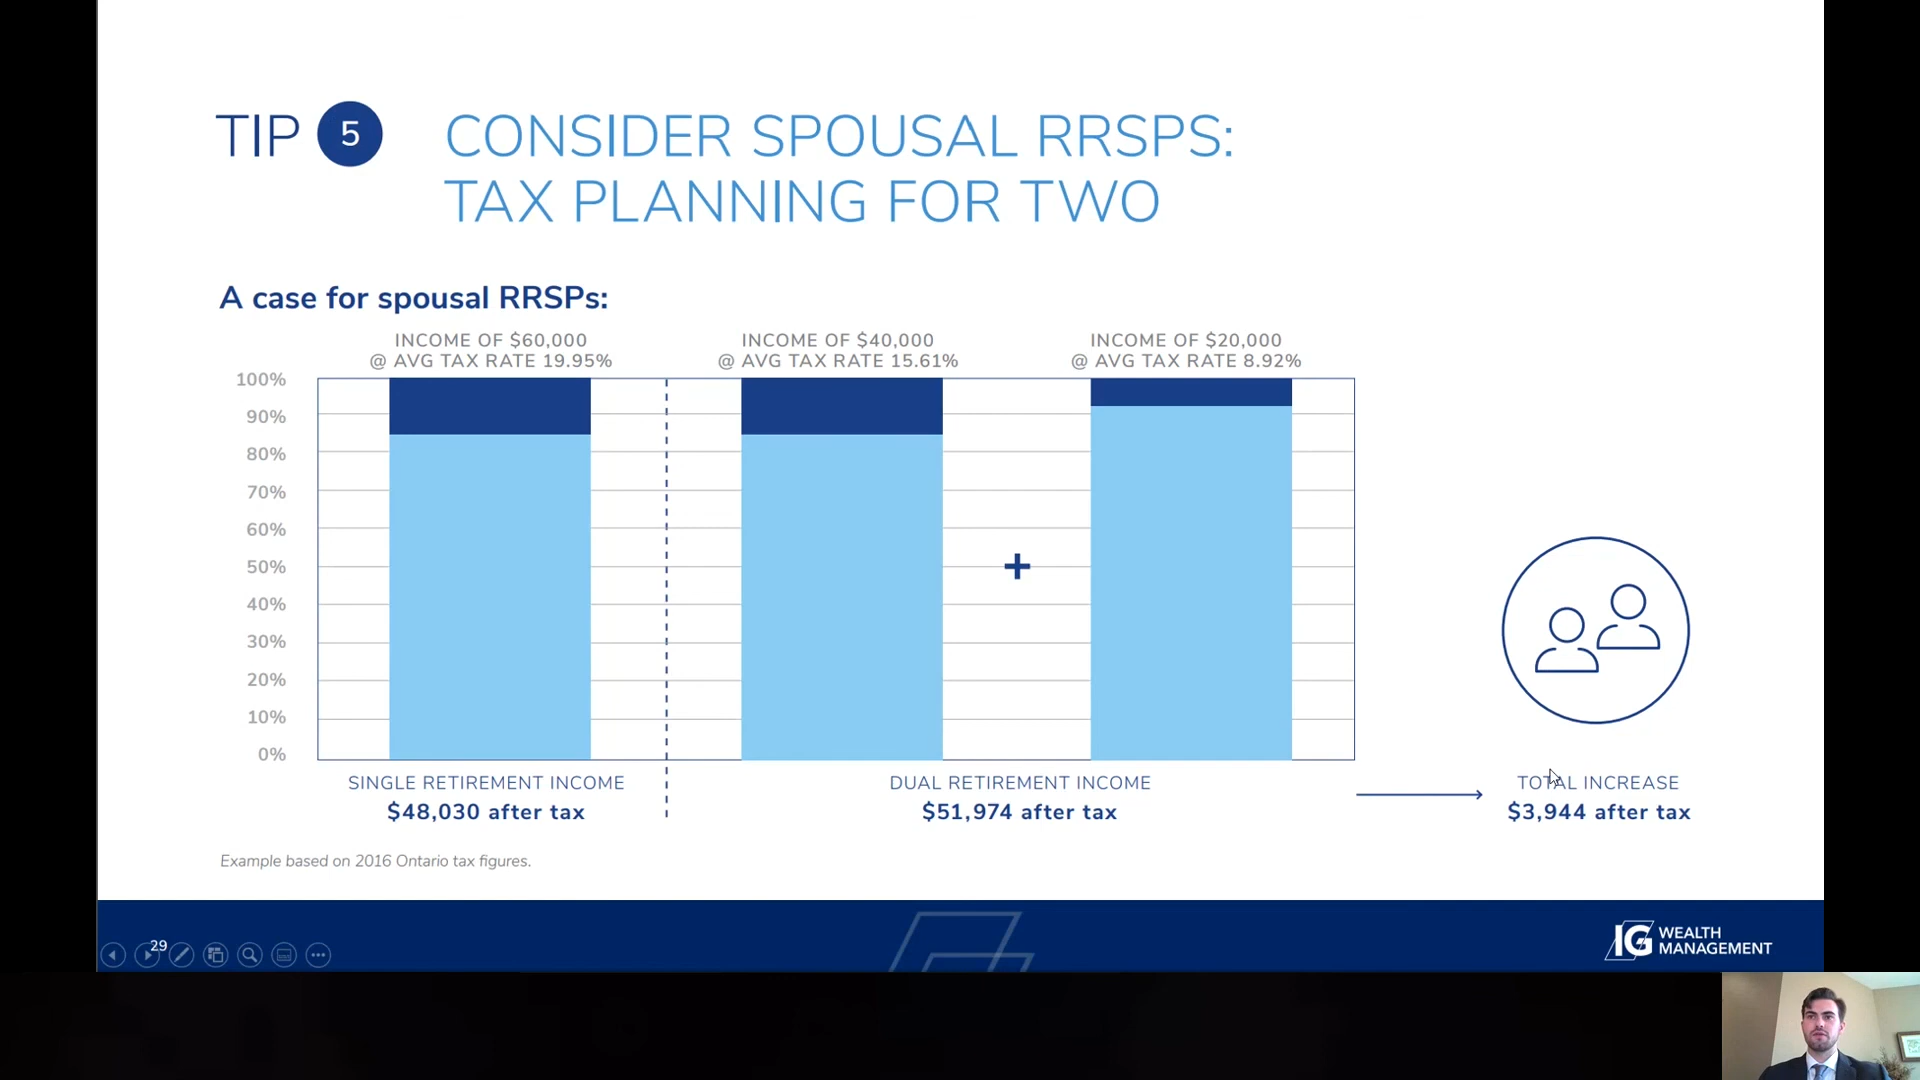 TIP 5 CONSIDER SPOUSAL RRSPS:
TAX PLANNING FOR TWO
A case for spousal RRSPs:
INCOME OF $60,000
@ AVG TAX RATE 19.95%
INCOME OF $40,000
@ AVG TAX RATE 15.61%
INCOME OF $20,000
@ AVG TAX RATE 8.92%
100%
90%
80%
70%
60%
50%
40%
30%
20%
10%
0%
+
SINGLE RETIREMENT INCOME
$48,030 after tax
DUAL RETIREMENT INCOME
$51,974 after tax
TOTAL INCREASE
$3,944 after tax
Example based on 2016 Ontario tax figures.
29
IG WEALTH
MANAGEMENT